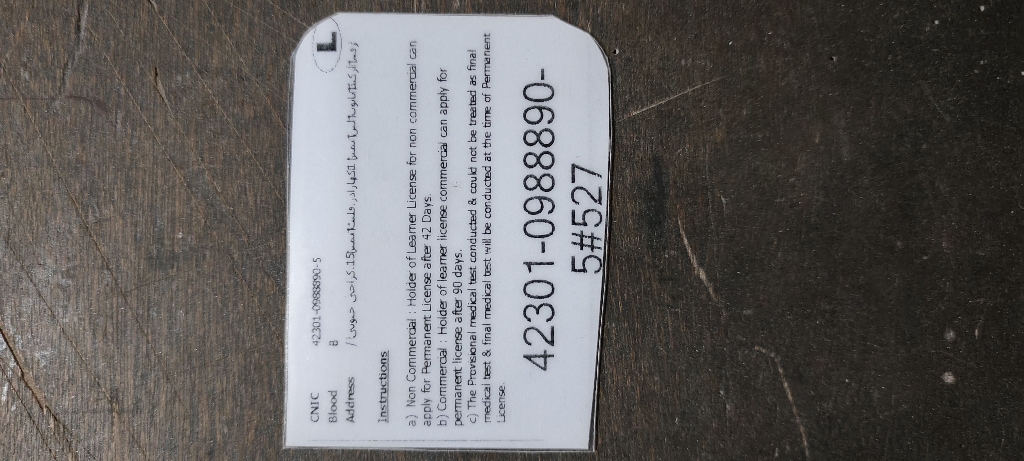 L
CNIC 42301-0988890-5
Blood B
Address
Instructions
a) Non Commercial : Holder of Learner License for non commercial can
apply for Permanent License after 42 Days.
b) Commercial : Holder of learner license commercial can apply for
permanent license after 90 days.
c) The Provisional medical test conducted & could not be treated as final
medical test & final medical test will be conducted at the time of Permanent
License.
42301-0988890-
5#527